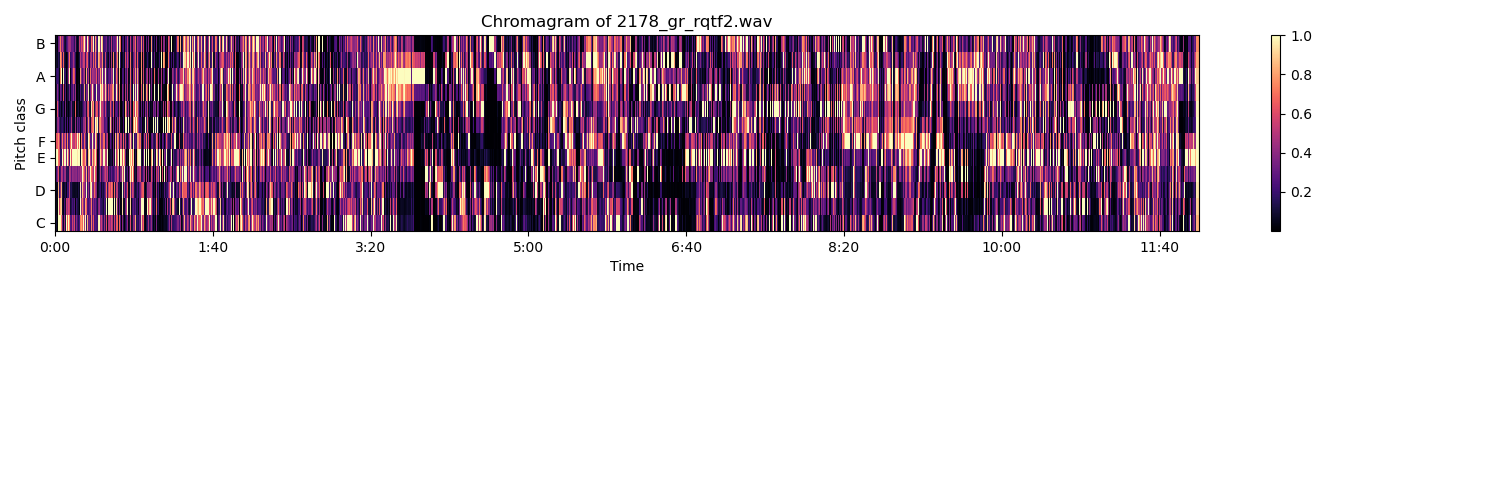 Chromagram of 2178_gr_rqtf2.wav
Pitch class
B
A
G
F
E
D
C
0:00 1:40 3:20 5:00 6:40 8:20 10:00 11:40
Time
1.0
0.8
0.6
0.4
0.2